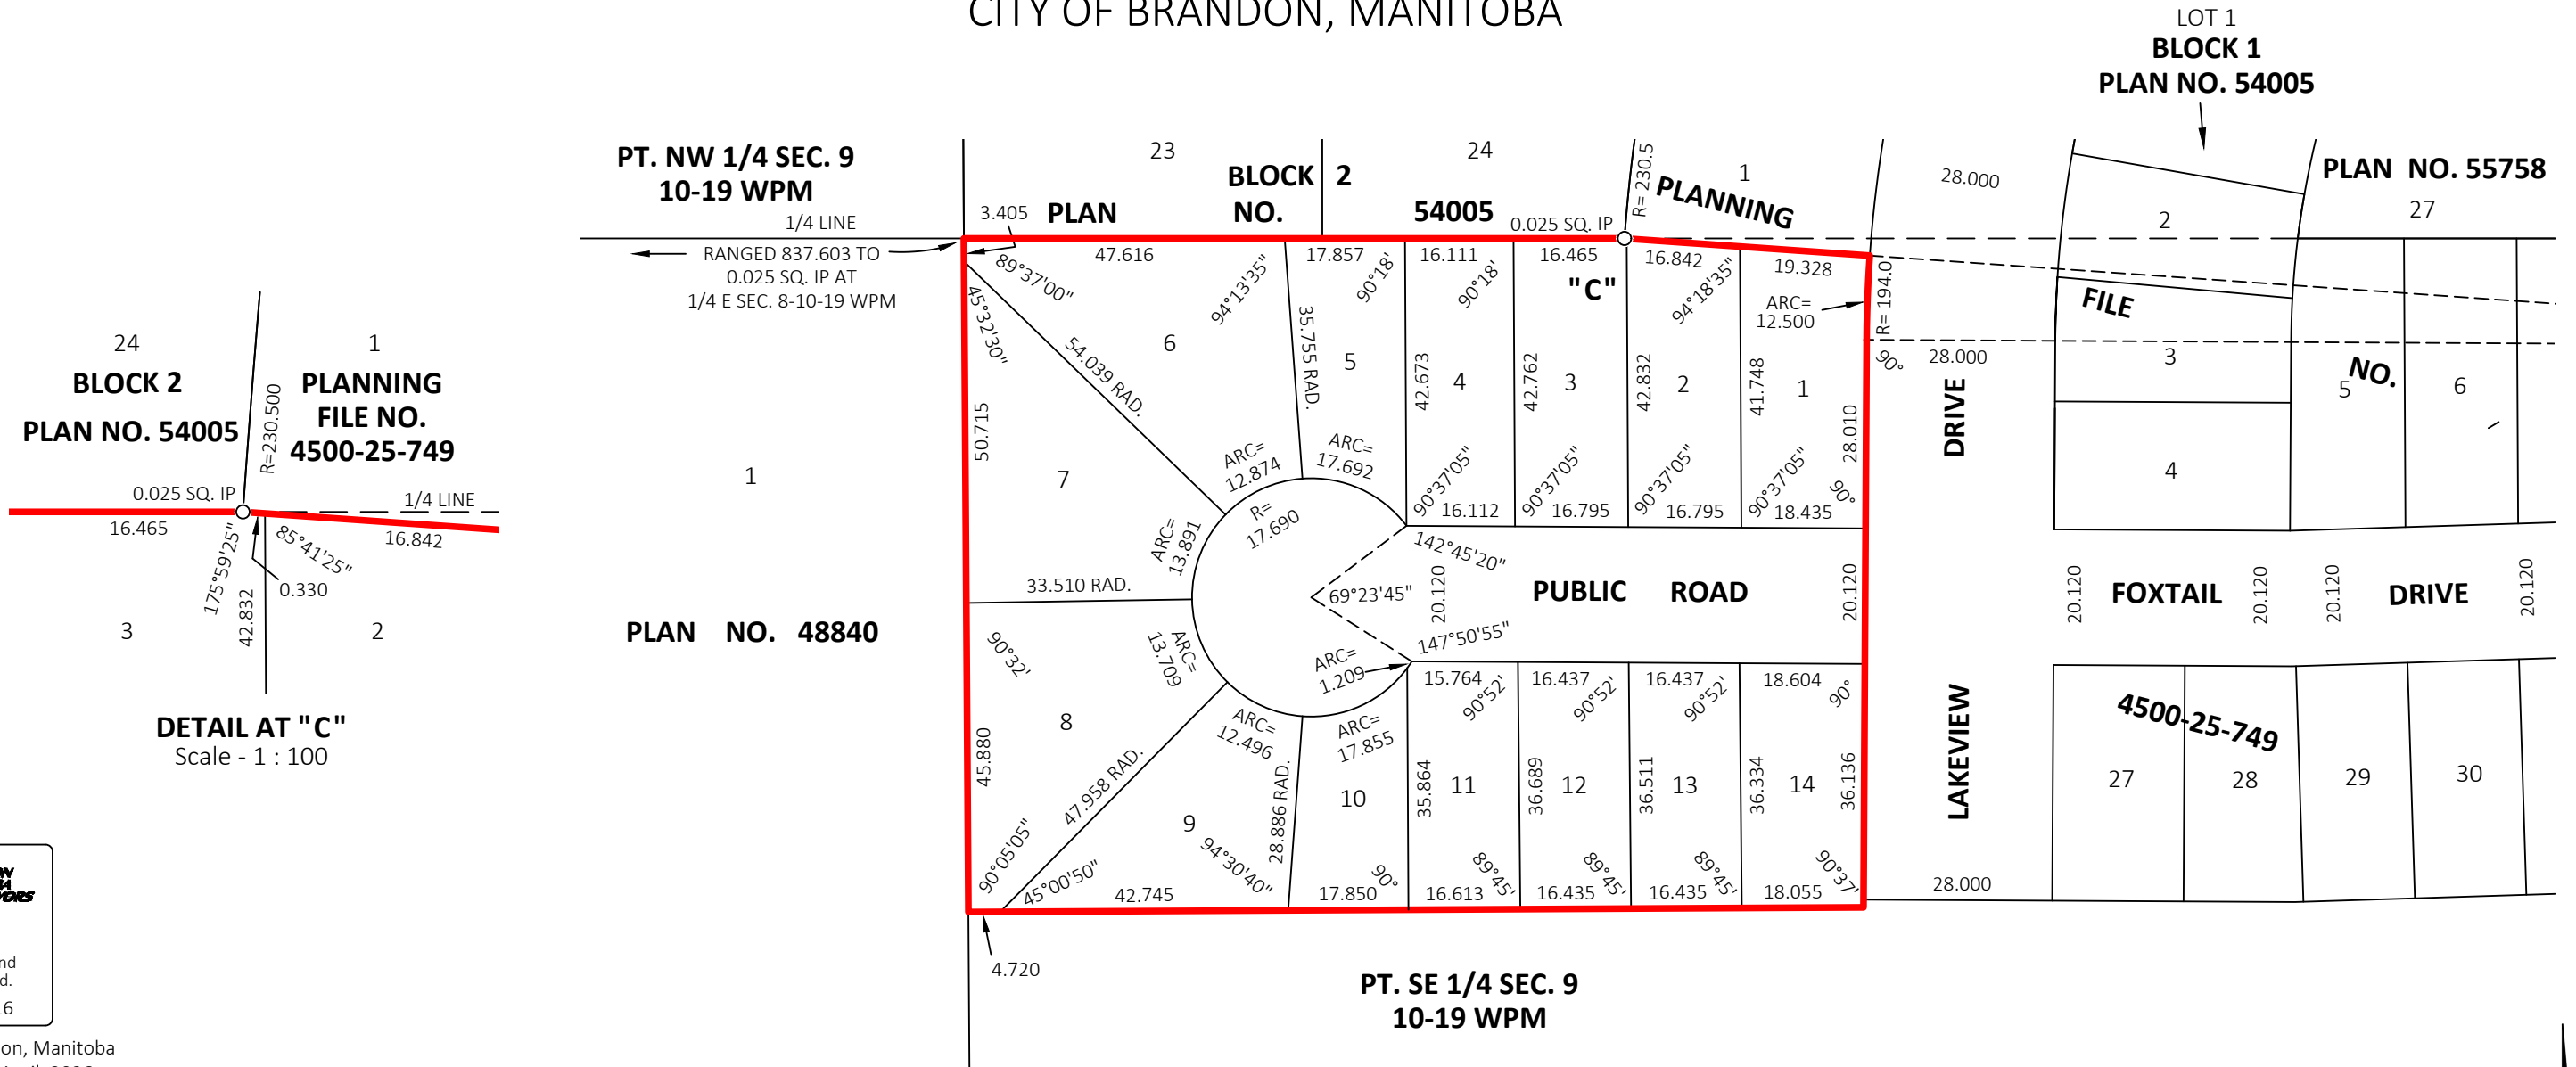 CITY OF BRANDON, MANITOBA
LOT 1
BLOCK 1
PLAN NO. 54005
PT. NW 1/4 SEC. 9
10-19 WPM
1/4 LINE
RANGED 837.603 TO
0.025 SQ. IP AT
1/4 E SEC. 8-10-19 WPM
3.405
23
24
BLOCK 2
PLAN NO. 54005
0.025 SQ. IP
R= 230.5
1
PLANNING
28.000
2
PLAN NO. 55758
27
47.616
17.857
16.111
16.465
16.842
19.328
"C"
89°37'00"
45°32'30"
94°13'35"
90°18'
90°18'
94°18'35"
ARC=
12.500
R= 194.0
FILE
NO.
90°
28.000
3
4
5
6
54.039 RAD.
35.755 RAD.
6
5
4
3
2
1
42.673
42.762
42.832
41.748
28.010
50.715
7
ARC=
12.874
ARC=
17.692
90°37'05"
90°37'05"
90°37'05"
90°37'05"
90°
16.112
16.795
16.795
18.435
DRIVE
R=
17.690
ARC=
13.891
142°45'20"
69°23'45"
147°50'55"
20.120
PUBLIC ROAD
20.120
20.120
FOXTAIL
20.120
20.120
DRIVE
20.120
33.510 RAD.
1
PLAN NO. 48840
90°32'
ARC=
13.709
ARC=
1.209
15.764
16.437
16.437
18.604
90°52'
90°52'
90°52'
90°
8
ARC=
12.496
ARC=
17.855
45.880
47.958 RAD.
28.886 RAD.
9
10
35.864
11
36.689
12
36.511
13
36.334
14
36.136
LAKEVIEW
4500-25-749
27
28
29
30
90°05'05"
45°00'50"
94°30'40"
90°
89°45'
89°45'
89°45'
90°37'
42.745
17.850
16.613
16.435
16.435
18.055
28.000
4.720
PT. SE 1/4 SEC. 9
10-19 WPM
24
1
BLOCK 2
PLAN NO. 54005
PLANNING
FILE NO.
4500-25-749
R=230.500
0.025 SQ. IP
1/4 LINE
16.465
16.842
175°59'25"
85°41'25"
0.330
42.832
3
2
DETAIL AT "C"
Scale - 1 : 100
on, Manitoba